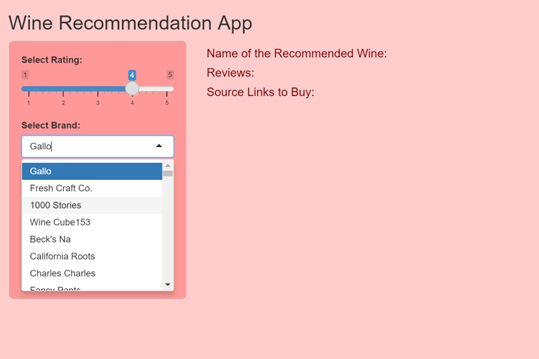 Wine Recommendation App
Select Rating:
1 4 5
1 2 3 4 5
Select Brand:
Gallo
Gallo
Fresh Craft Co.
1000 Stories
Wine Cube153
Beck's Na
California Roots
Charles Charles
Fancy Pants
Name of the Recommended Wine:
Reviews:
Source Links to Buy: